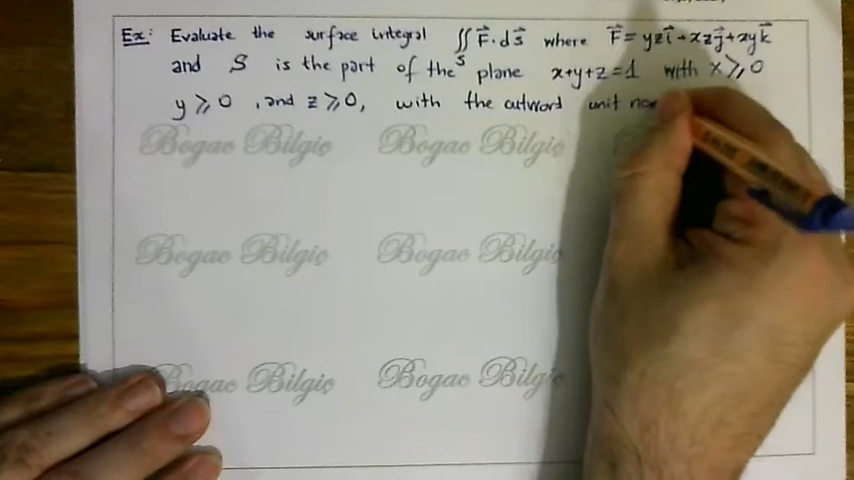 Ex: Evaluate the surface integral ∬_S F⃗·dS⃗ where F⃗ = yz i⃗ + xz j⃗ + xy k⃗
and S is the part of the plane x+y+z=1 with x≥0
y≥0, and z≥0, with the outward unit
Bogac Bilgic Bogac Bilgic
Bogac Bilgic Bogac Bilgic
Bogac Bilgic Bogac Bilgic